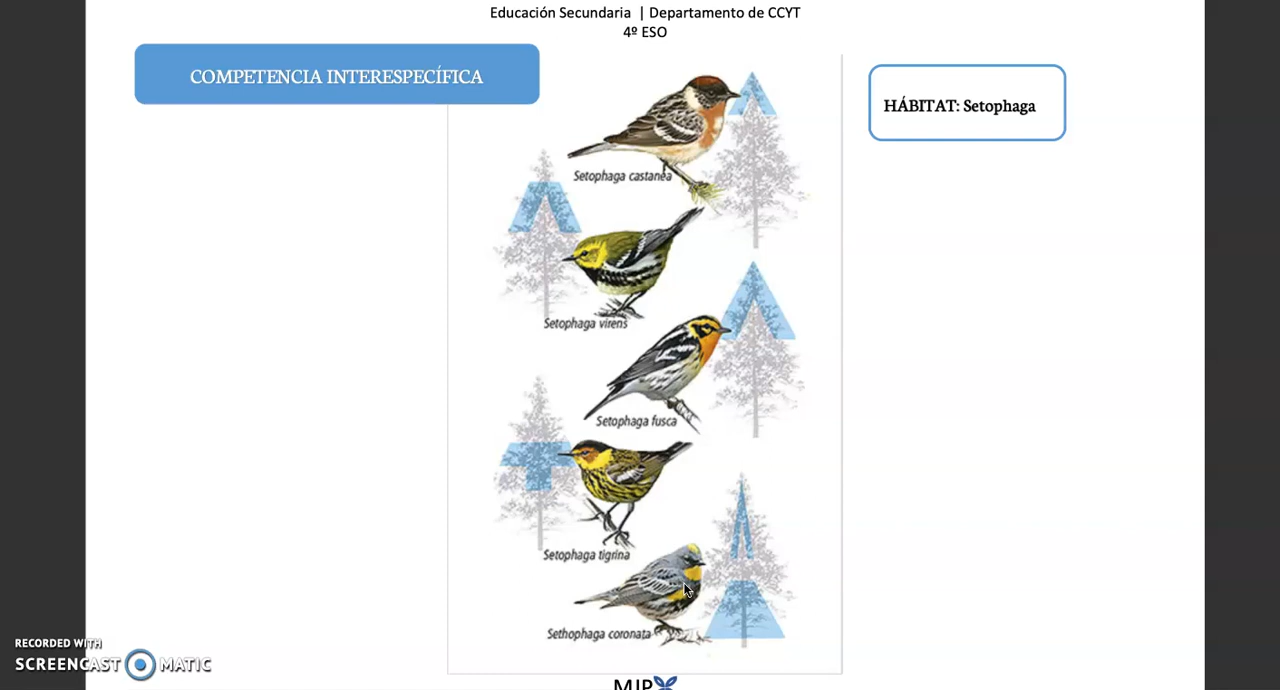 Educación Secundaria | Departamento de CCYT
4º ESO
COMPETENCIA INTERESPECÍFICA
HÁBITAT: Setophaga
Setophaga castanea
Setophaga virens
Setophaga fusca
Setophaga tigrina
Sethophaga coronata
RECORDED WITH
SCREENCAST MATIC